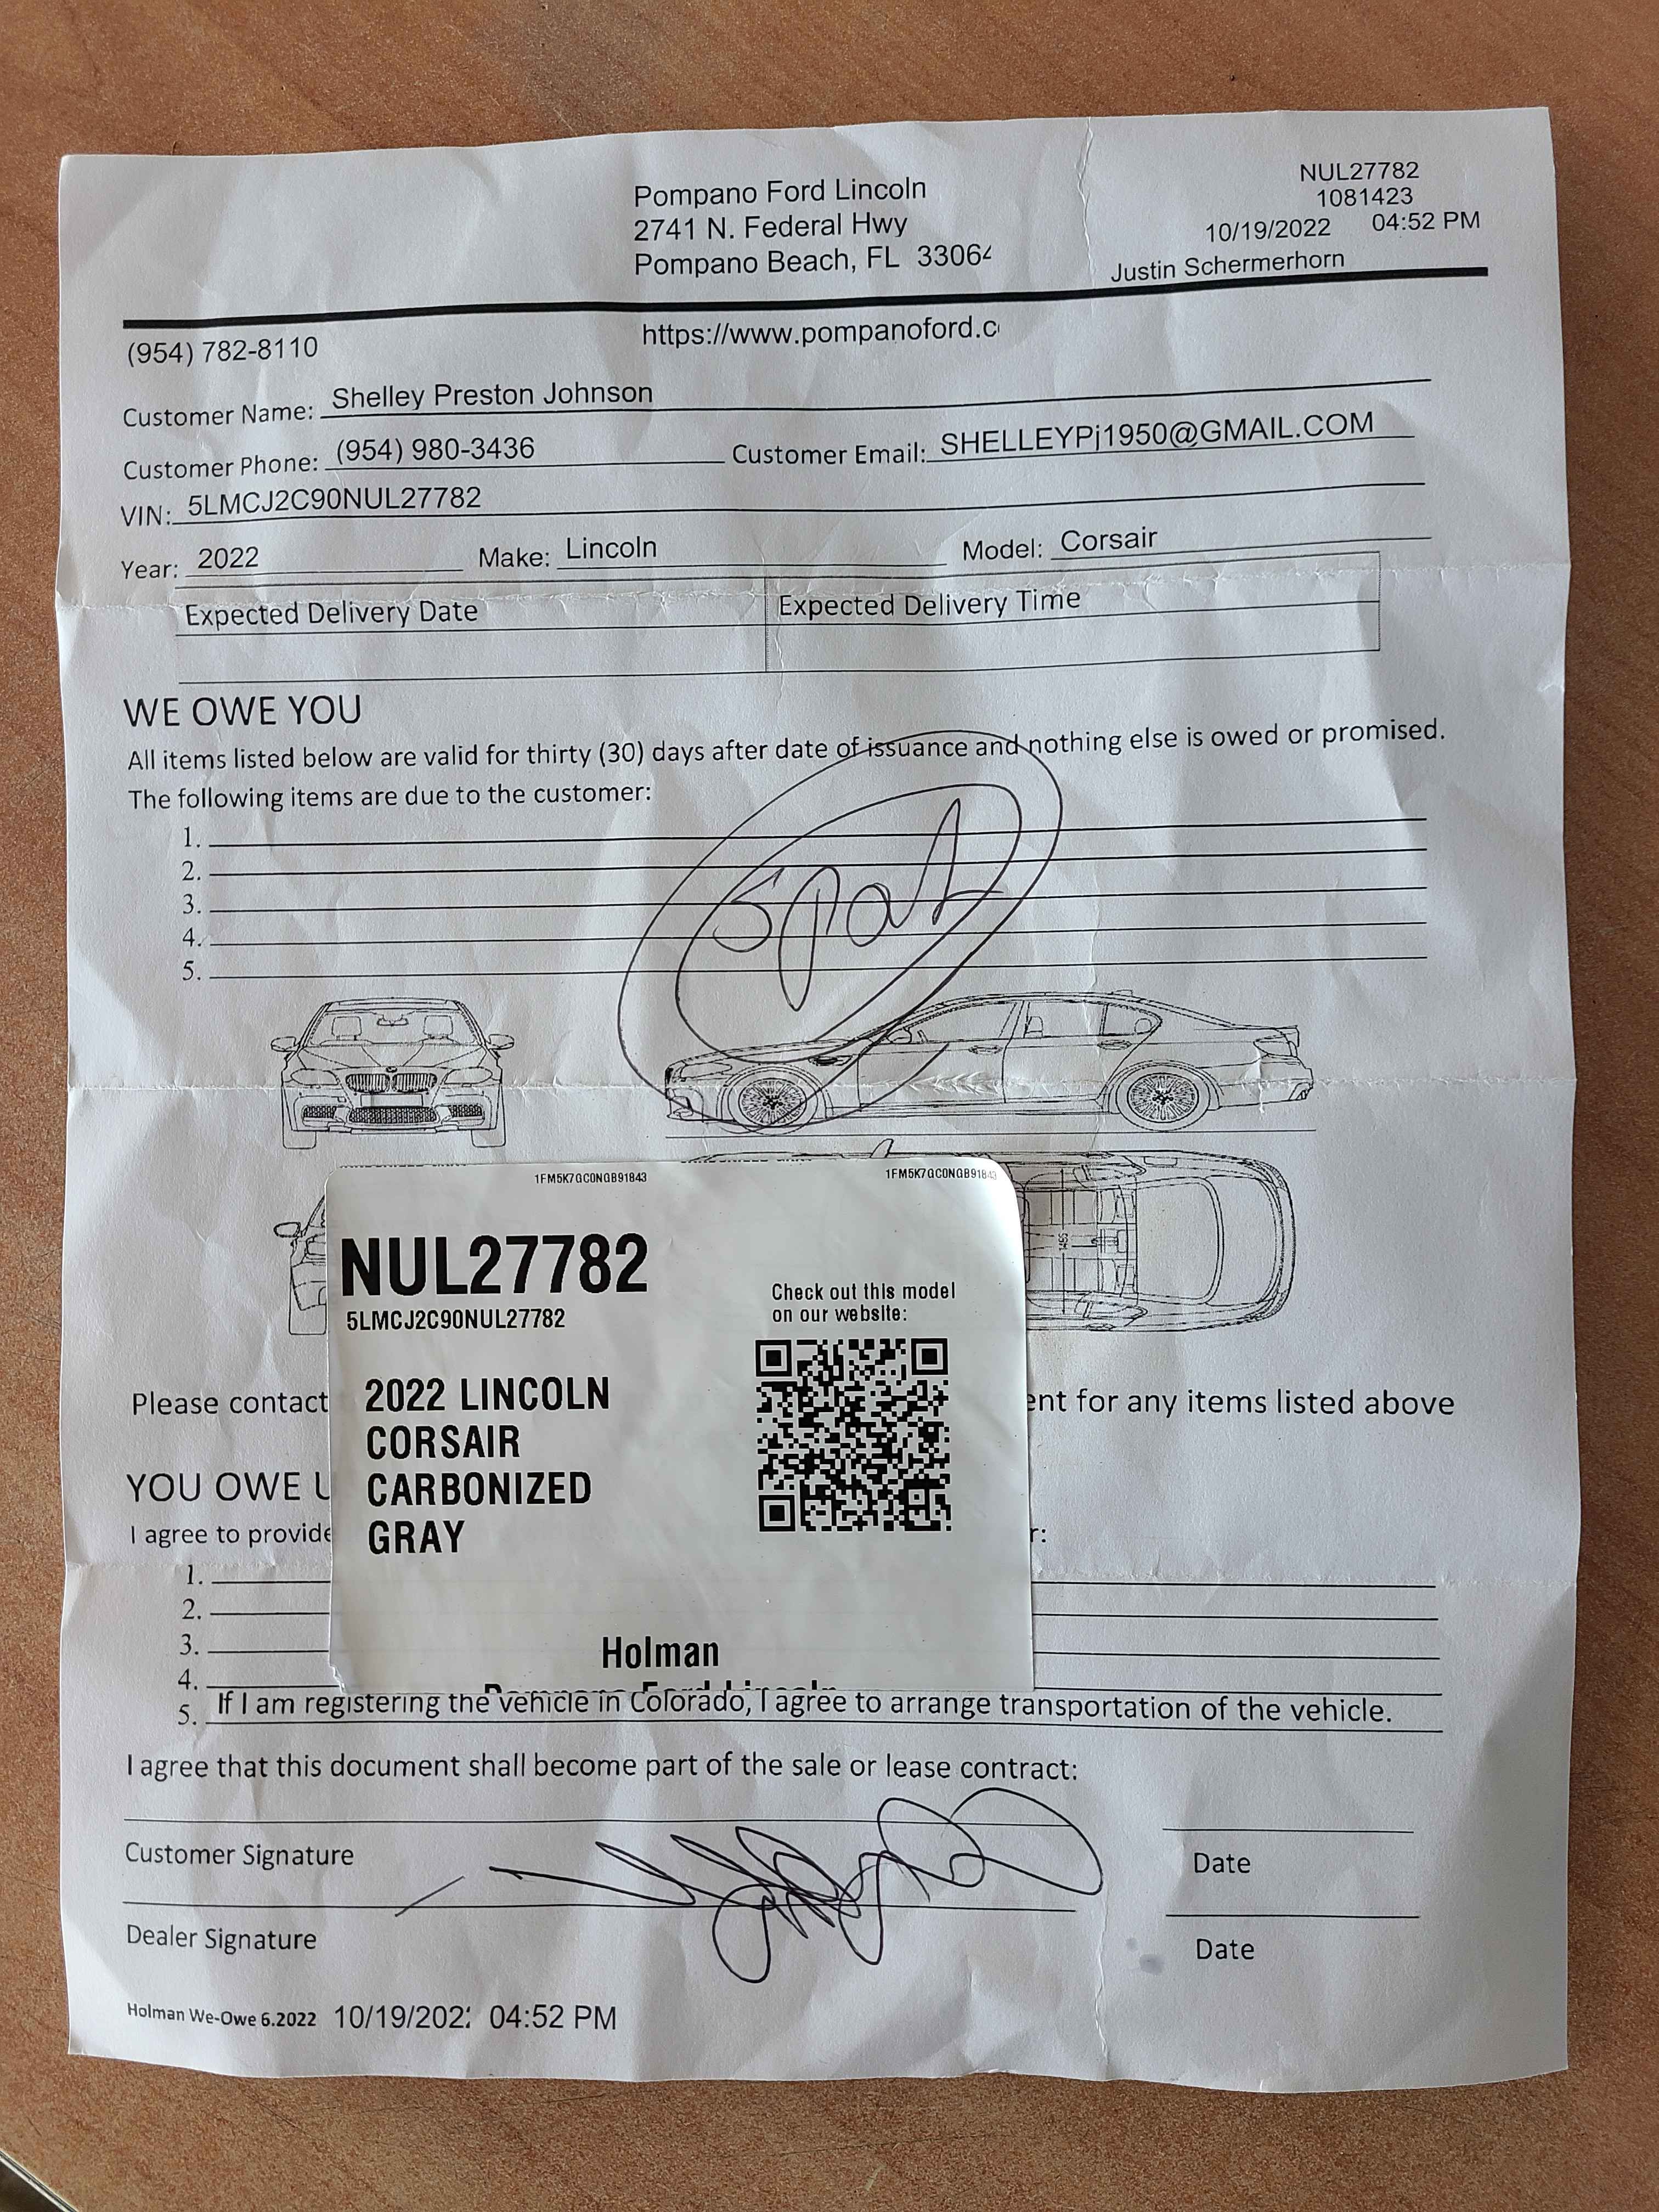 Pompano Ford Lincoln
2741 N. Federal Hwy
Pompano Beach, FL 33064
NUL27782
1081423
10/19/2022 04:52 PM
Justin Schermerhorn
(954) 782-8110
https://www.pompanoford.c
Customer Name: Shelley Preston Johnson
Customer Phone: (954) 980-3436 Customer Email: SHELLEYPj1950@GMAIL.COM
VIN: 5LMCJ2C90NUL27782
Year: 2022 Make: Lincoln Model: Corsair
Expected Delivery Date Expected Delivery Time
WE OWE YOU
All items listed below are valid for thirty (30) days after date of issuance and nothing else is owed or promised.
The following items are due to the customer:
1.
2.
3.
4.
5.
Spot
1FM5K7GC0NGB91843 1FM5K7GC0NGB91843
NUL27782
5LMCJ2C90NUL27782
Check out this model
on our website:
2022 LINCOLN
CORSAIR
CARBONIZED
GRAY
Holman
1455
Please contact ent for any items listed above
YOU OWE U
I agree to provide r:
1.
2.
3.
4.
5. If I am registering the vehicle in Colorado, I agree to arrange transportation of the vehicle.
I agree that this document shall become part of the sale or lease contract:
Customer Signature Date
Dealer Signature Date
Holman We-Owe 6.2022 10/19/202 04:52 PM